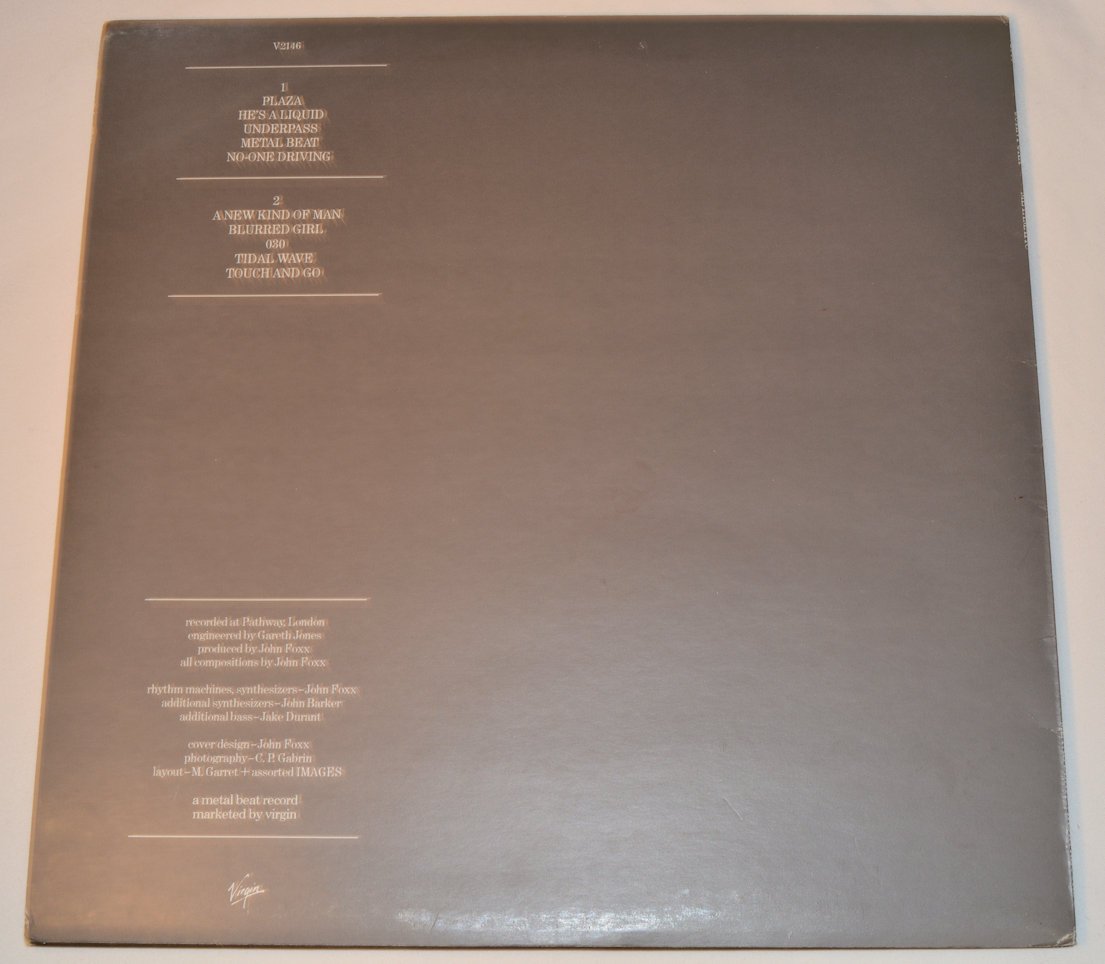 V2146
1
PLAZA
HE'S A LIQUID
UNDERPASS
METAL BEAT
NO-ONE DRIVING
2
A NEW KIND OF MAN
BLURRED GIRL
030
TIDAL WAVE
TOUCH AND GO
recorded at Pathway, London
engineered by Gareth Jones
produced by John Foxx
all compositions by John Foxx
rhythm machines, synthesizers–John Foxx
additional synthesizers–John Barker
additional bass–Jake Durant
cover design–John Foxx
photography–C. P. Gabrin
layout–M. Garret + assorted IMAGES
a metal beat record
marketed by virgin
Virgin